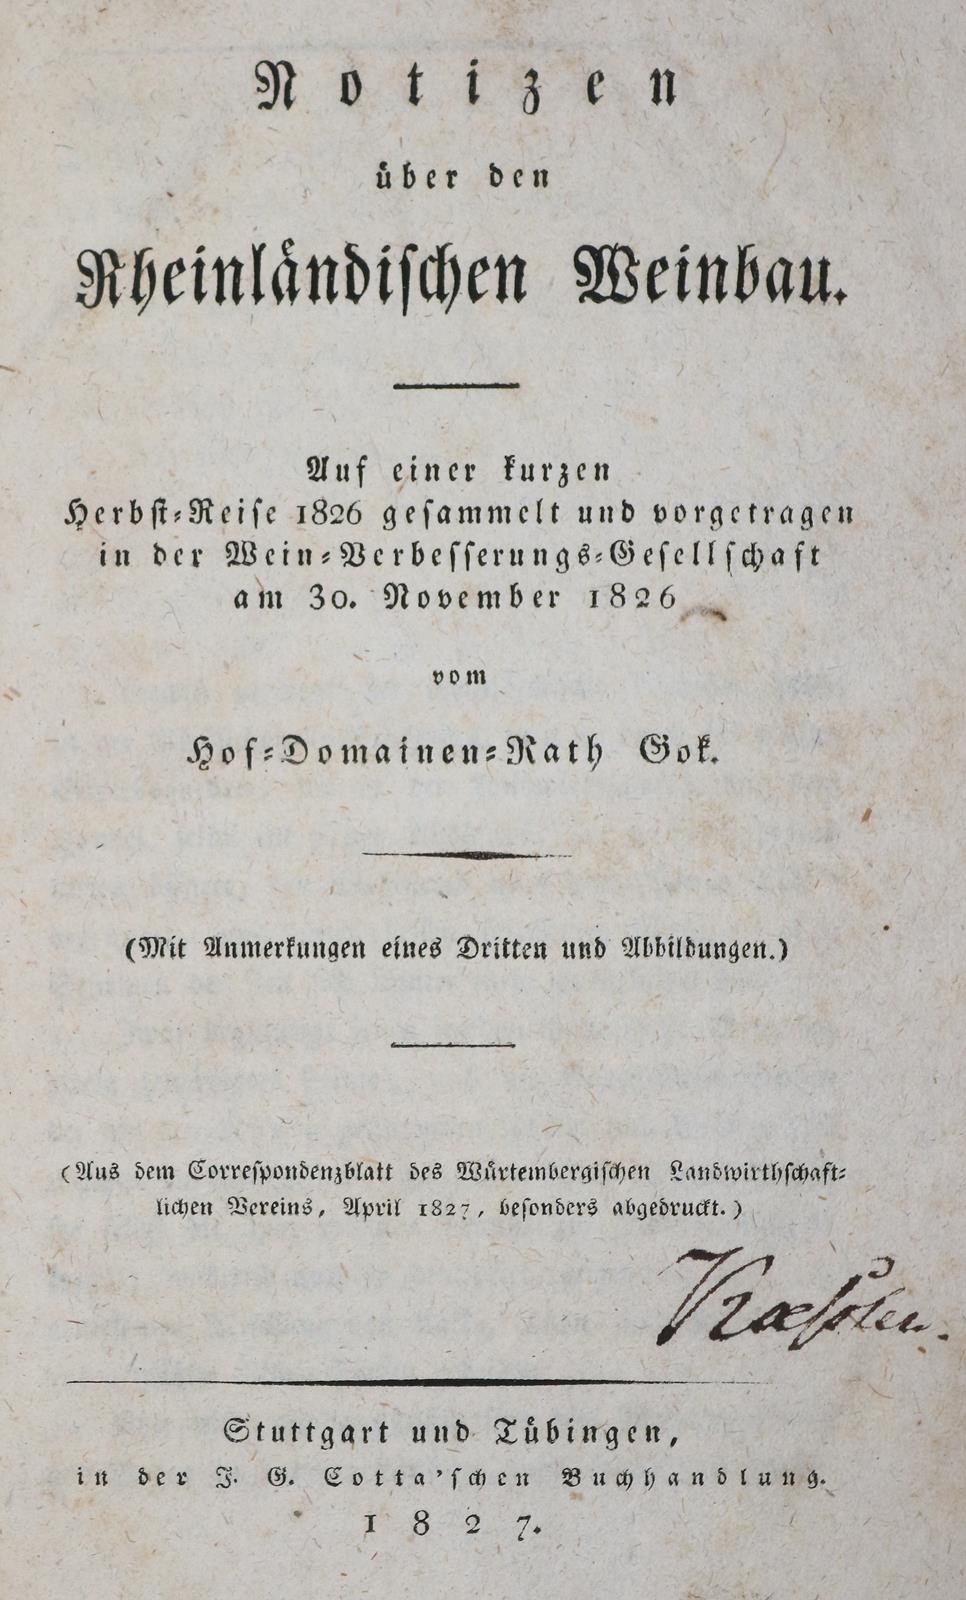 Notizen
über den
Rheinländischen Weinbau.
Auf einer kurzen
Herbst-Reise 1826 gesammelt und vorgetragen
in der Wein-Verbesserungs-Gesellschaft
am 30. November 1826
vom
Hof-Domainen-Rath Gok.
(Mit Anmerkungen eines Dritten und Abbildungen.)
(Aus dem Correspondenzblatt des Würtembergischen Landwirthschaft-
lichen Vereins, April 1827, besonders abgedruckt.)
Stuttgart und Tübingen,
in der J. G. Cotta'schen Buchhandlung.
1827.